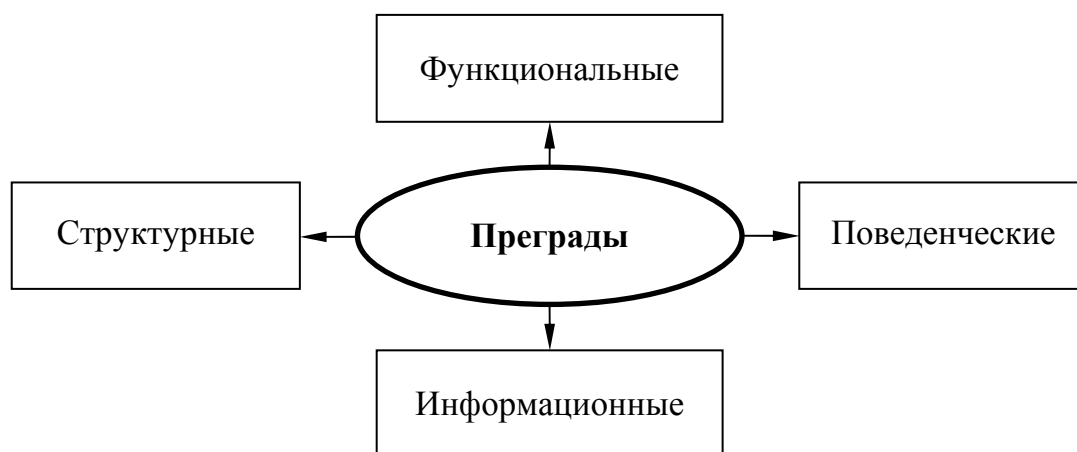 Функциональные
Структурные
Преграды
Поведенческие
Информационные